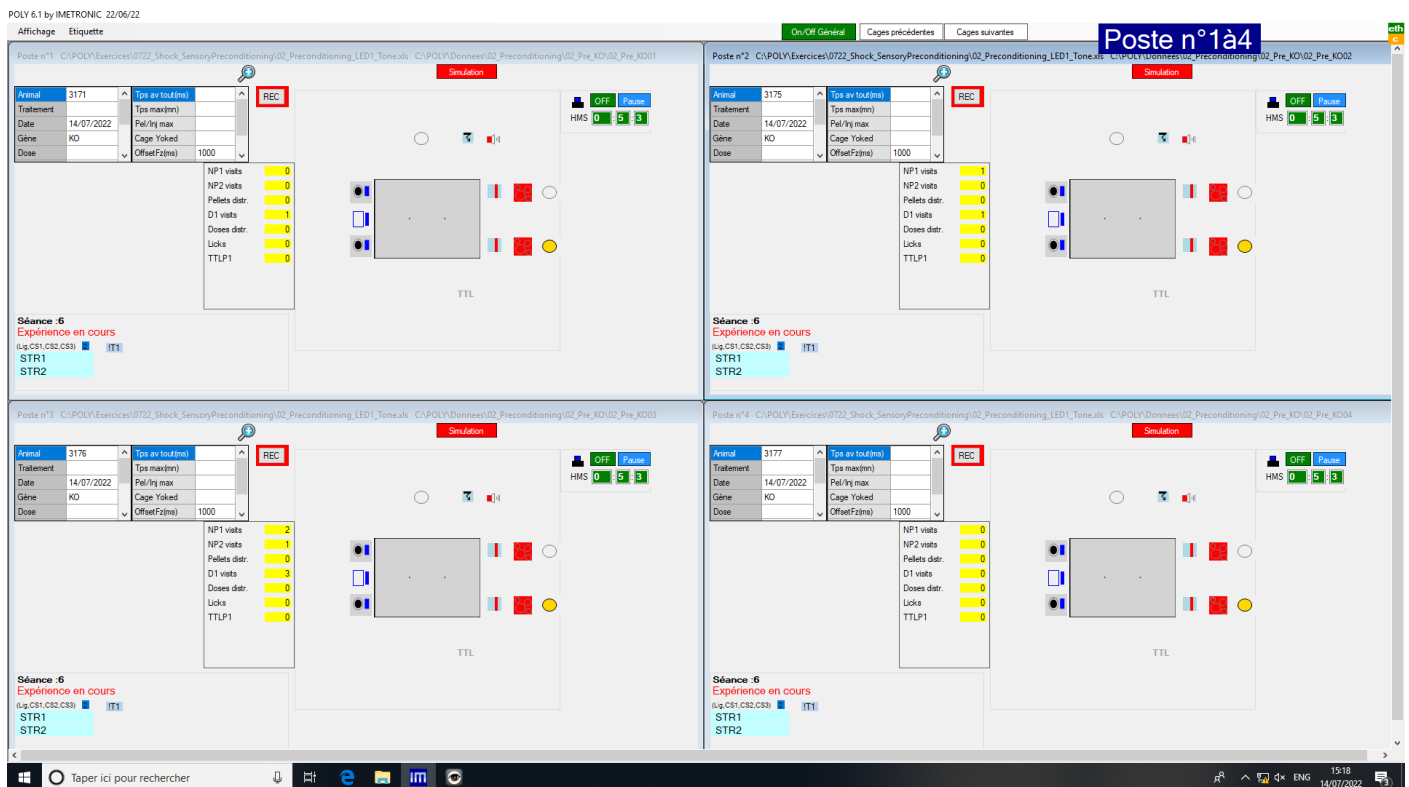 POLY 6.1 by IMETRONIC 22/06/22
Affichage Etiquette
On/Off Général Cages précédentes Cages suivantes
Poste n°1à4
eth
c
Poste n°1 C:\POLY\Exercices\0722_Shock_SensoryPreconditioning\02_Preconditioning_LED1_Tone.xls C:\POLY\Donnees\02_Preconditioning\02_Pre_KO\02_Pre_KO01
Simulation
Animal 3171 Tps av tout(ms)
REC
OFF Pause
Traitement Tps max(mn)
Date 14/07/2022 Pel/Inj max
HMS 0 : 5 : 3
Gène KO Cage Yoked
Dose OffsetFz(ms) 1000
NP1 visits 0
NP2 visits 0
Pellets distr. 0
D1 visits 1
Doses distr. 0
Licks 0
TTLP1 0
TTL
Séance :6
Expérience en cours
(Lig,CS1,CS2,CS3) 2 !T1
STR1
STR2
Poste n°2 C:\POLY\Exercices\0722_Shock_SensoryPreconditioning\02_Preconditioning_LED1_Tone.xls C:\POLY\Donnees\02_Preconditioning\02_Pre_KO\02_Pre_KO02
Simulation
Animal 3175 Tps av tout(ms)
REC
OFF Pause
Traitement Tps max(mn)
Date 14/07/2022 Pel/Inj max
HMS 0 : 5 : 3
Gène KO Cage Yoked
Dose OffsetFz(ms) 1000
NP1 visits 1
NP2 visits 0
Pellets distr. 0
D1 visits 1
Doses distr. 0
Licks 0
TTLP1 0
TTL
Séance :6
Expérience en cours
(Lig,CS1,CS2,CS3) 2 !T1
STR1
STR2
Poste n°3 C:\POLY\Exercices\0722_Shock_SensoryPreconditioning\02_Preconditioning_LED1_Tone.xls C:\POLY\Donnees\02_Preconditioning\02_Pre_KO\02_Pre_KO03
Simulation
Animal 3176 Tps av tout(ms)
REC
OFF Pause
Traitement Tps max(mn)
Date 14/07/2022 Pel/Inj max
HMS 0 : 5 : 3
Gène KO Cage Yoked
Dose OffsetFz(ms) 1000
NP1 visits 2
NP2 visits 1
Pellets distr. 0
D1 visits 3
Doses distr. 0
Licks 0
TTLP1 0
TTL
Séance :6
Expérience en cours
(Lig,CS1,CS2,CS3) 2 !T1
STR1
STR2
Poste n°4 C:\POLY\Exercices\0722_Shock_SensoryPreconditioning\02_Preconditioning_LED1_Tone.xls C:\POLY\Donnees\02_Preconditioning\02_Pre_KO\02_Pre_KO04
Simulation
Animal 3177 Tps av tout(ms)
REC
OFF Pause
Traitement Tps max(mn)
Date 14/07/2022 Pel/Inj max
HMS 0 : 5 : 3
Gène KO Cage Yoked
Dose OffsetFz(ms) 1000
NP1 visits 0
NP2 visits 0
Pellets distr. 0
D1 visits 0
Doses distr. 0
Licks 0
TTLP1 0
TTL
Séance :6
Expérience en cours
(Lig,CS1,CS2,CS3) 2 !T1
STR1
STR2
Taper ici pour rechercher
im
ENG
15:18
14/07/2022
3